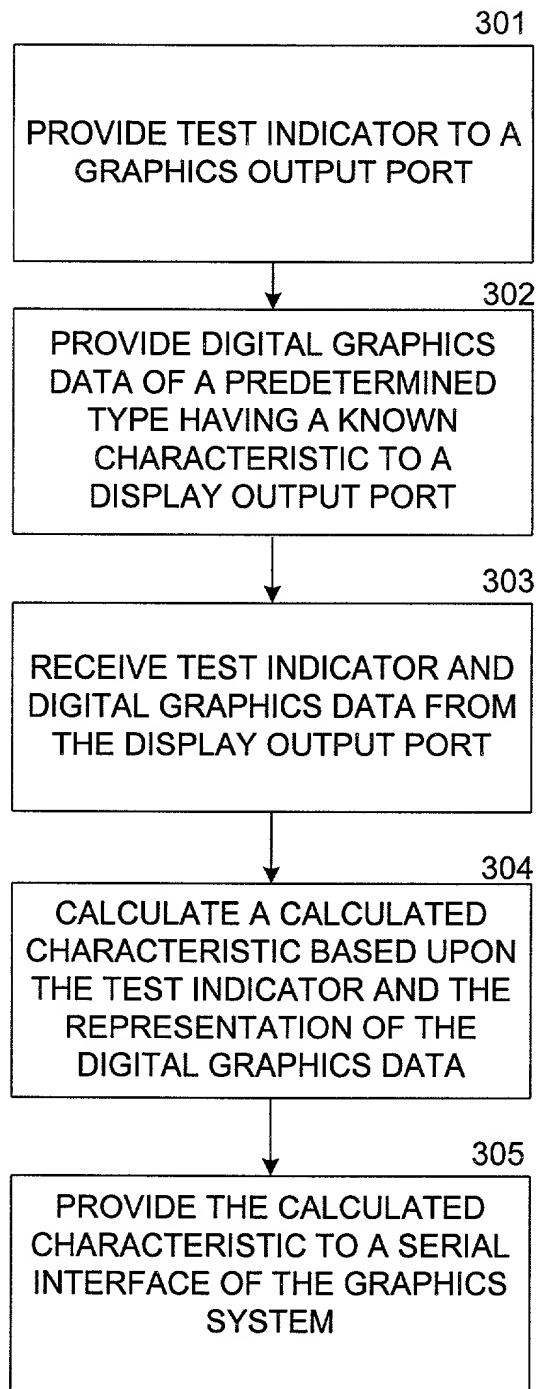 301
PROVIDE TEST INDICATOR TO A
GRAPHICS OUTPUT PORT
302
PROVIDE DIGITAL GRAPHICS
DATA OF A PREDETERMINED
TYPE HAVING A KNOWN
CHARACTERISTIC TO A
DISPLAY OUTPUT PORT
303
RECEIVE TEST INDICATOR AND
DIGITAL GRAPHICS DATA FROM
THE DISPLAY OUTPUT PORT
304
CALCULATE A CALCULATED
CHARACTERISTIC BASED UPON
THE TEST INDICATOR AND THE
REPRESENTATION OF THE
DIGITAL GRAPHICS DATA
305
PROVIDE THE CALCULATED
CHARACTERISTIC TO A SERIAL
INTERFACE OF THE GRAPHICS
SYSTEM